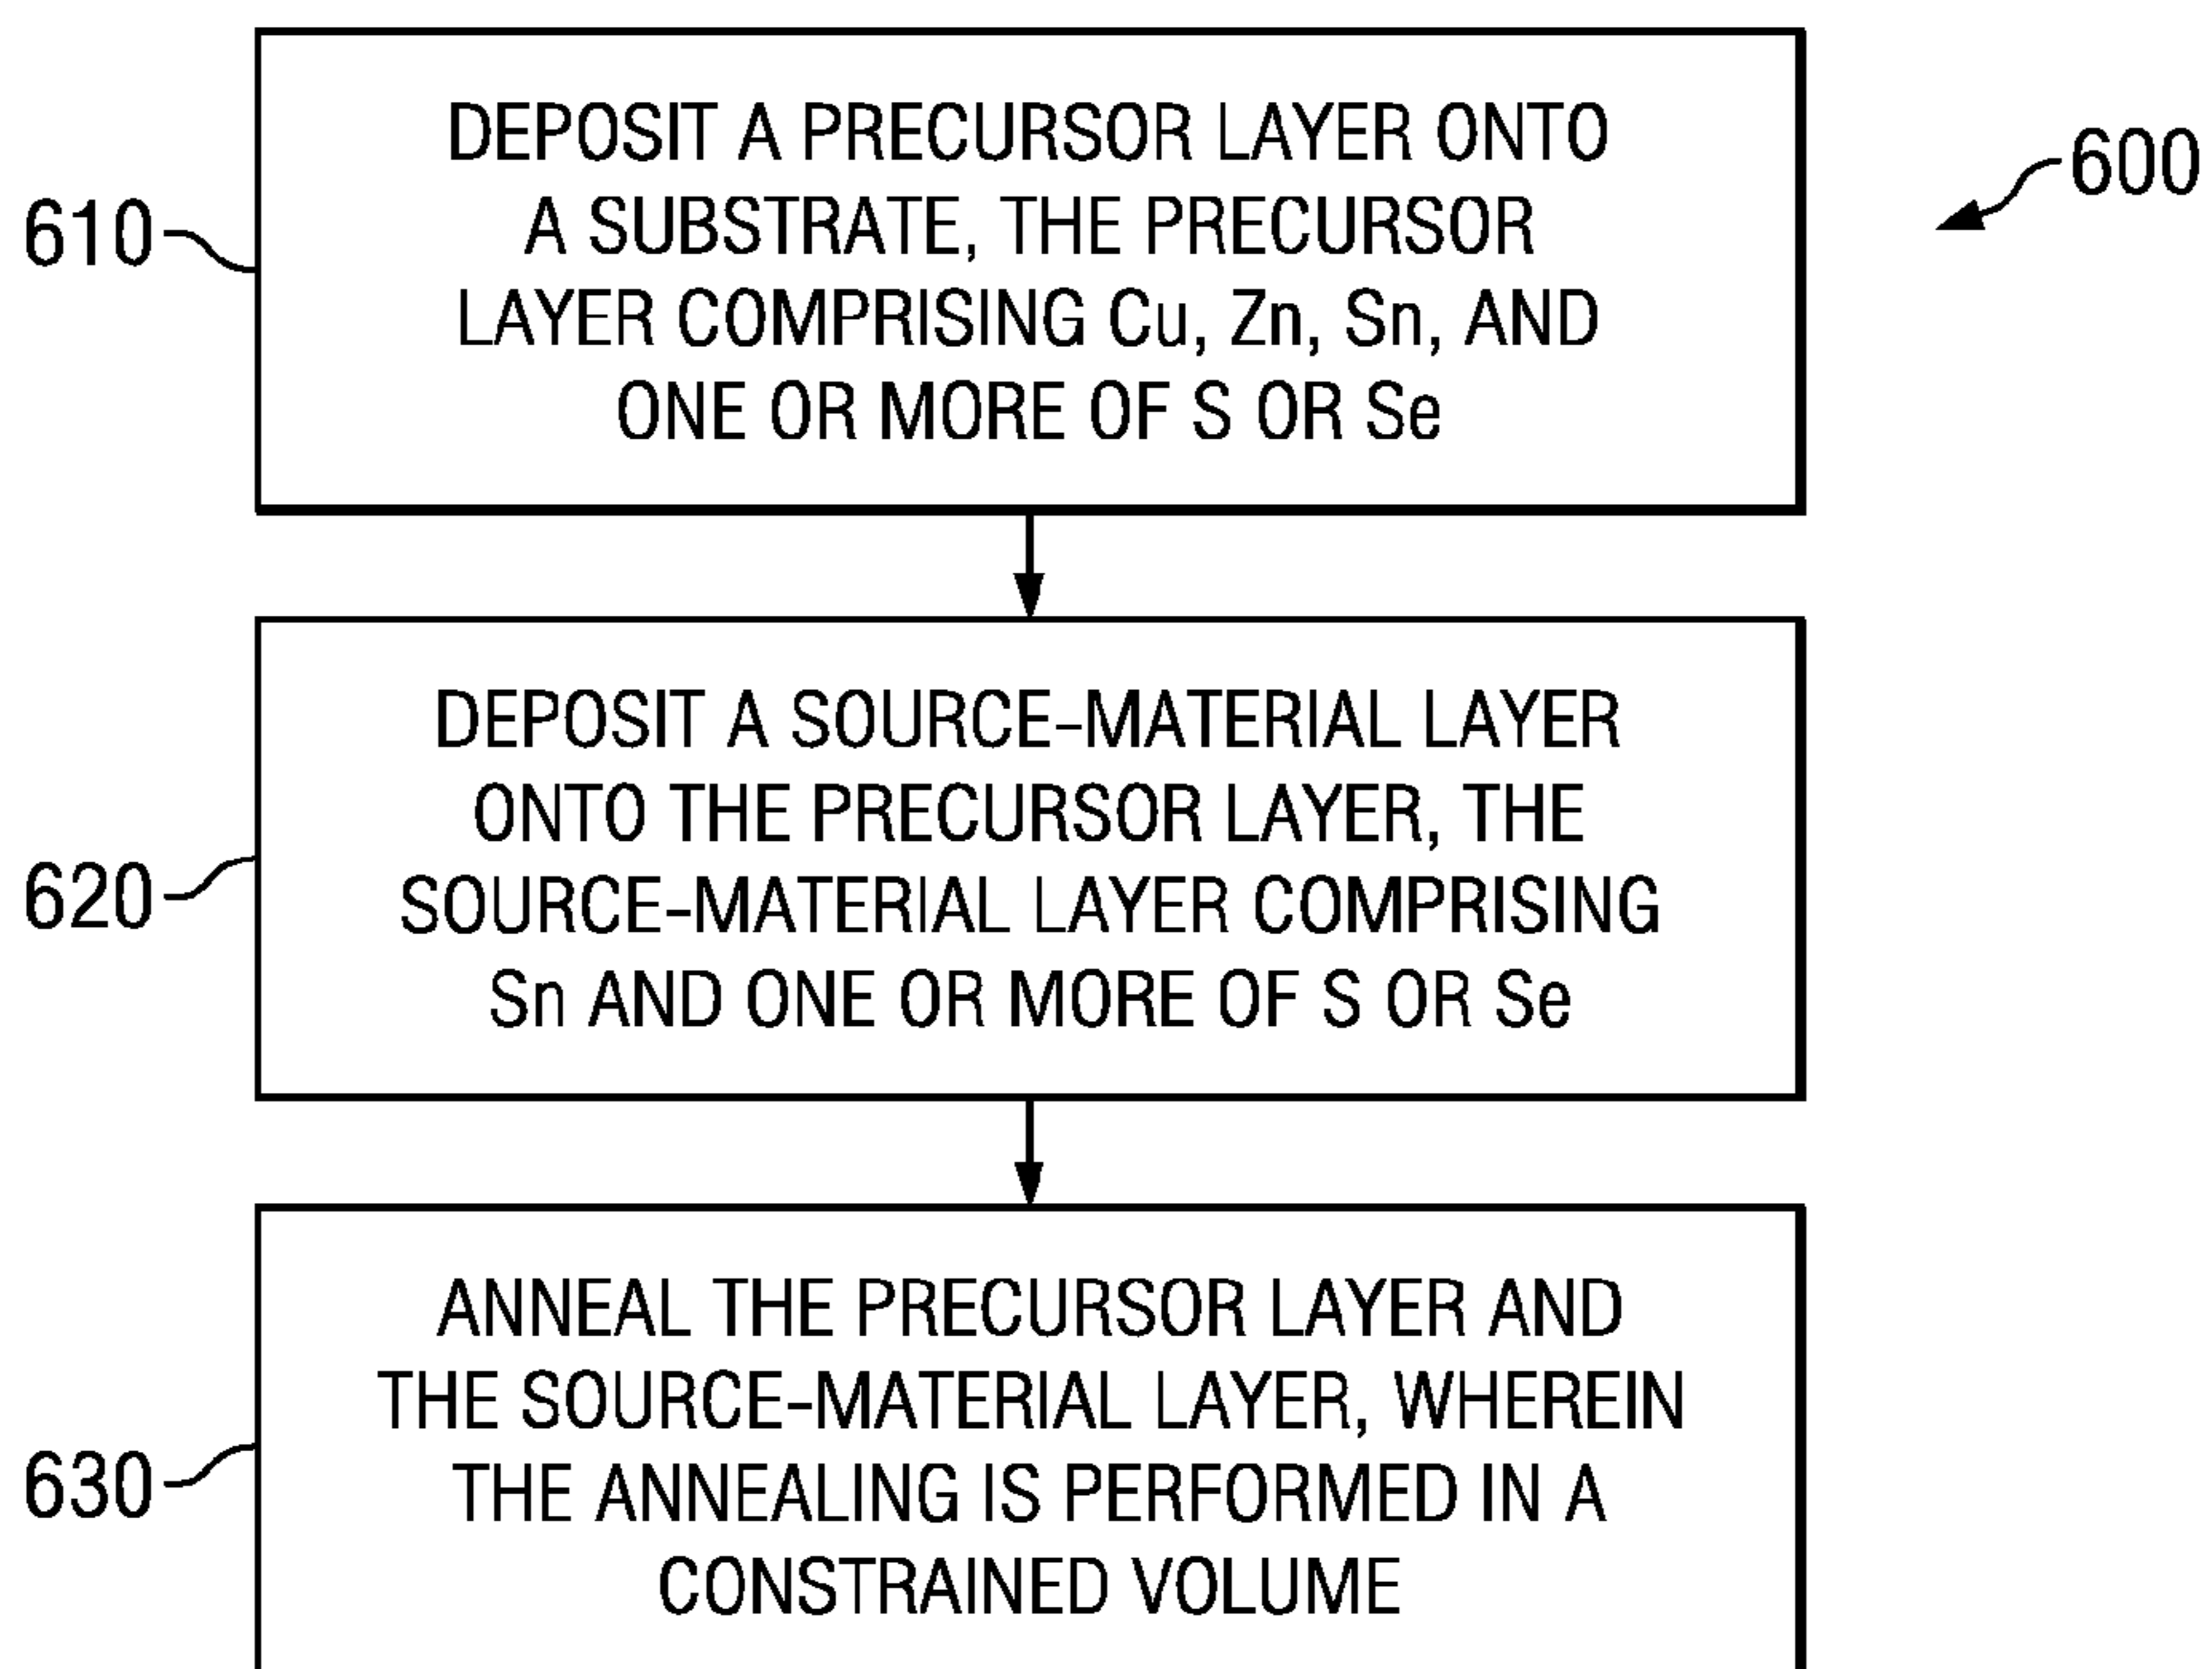 600
610
DEPOSIT A PRECURSOR LAYER ONTO
A SUBSTRATE, THE PRECURSOR
LAYER COMPRISING Cu, Zn, Sn, AND
ONE OR MORE OF S OR Se
620
DEPOSIT A SOURCE-MATERIAL LAYER
ONTO THE PRECURSOR LAYER, THE
SOURCE-MATERIAL LAYER COMPRISING
Sn AND ONE OR MORE OF S OR Se
630
ANNEAL THE PRECURSOR LAYER AND
THE SOURCE-MATERIAL LAYER, WHEREIN
THE ANNEALING IS PERFORMED IN A
CONSTRAINED VOLUME